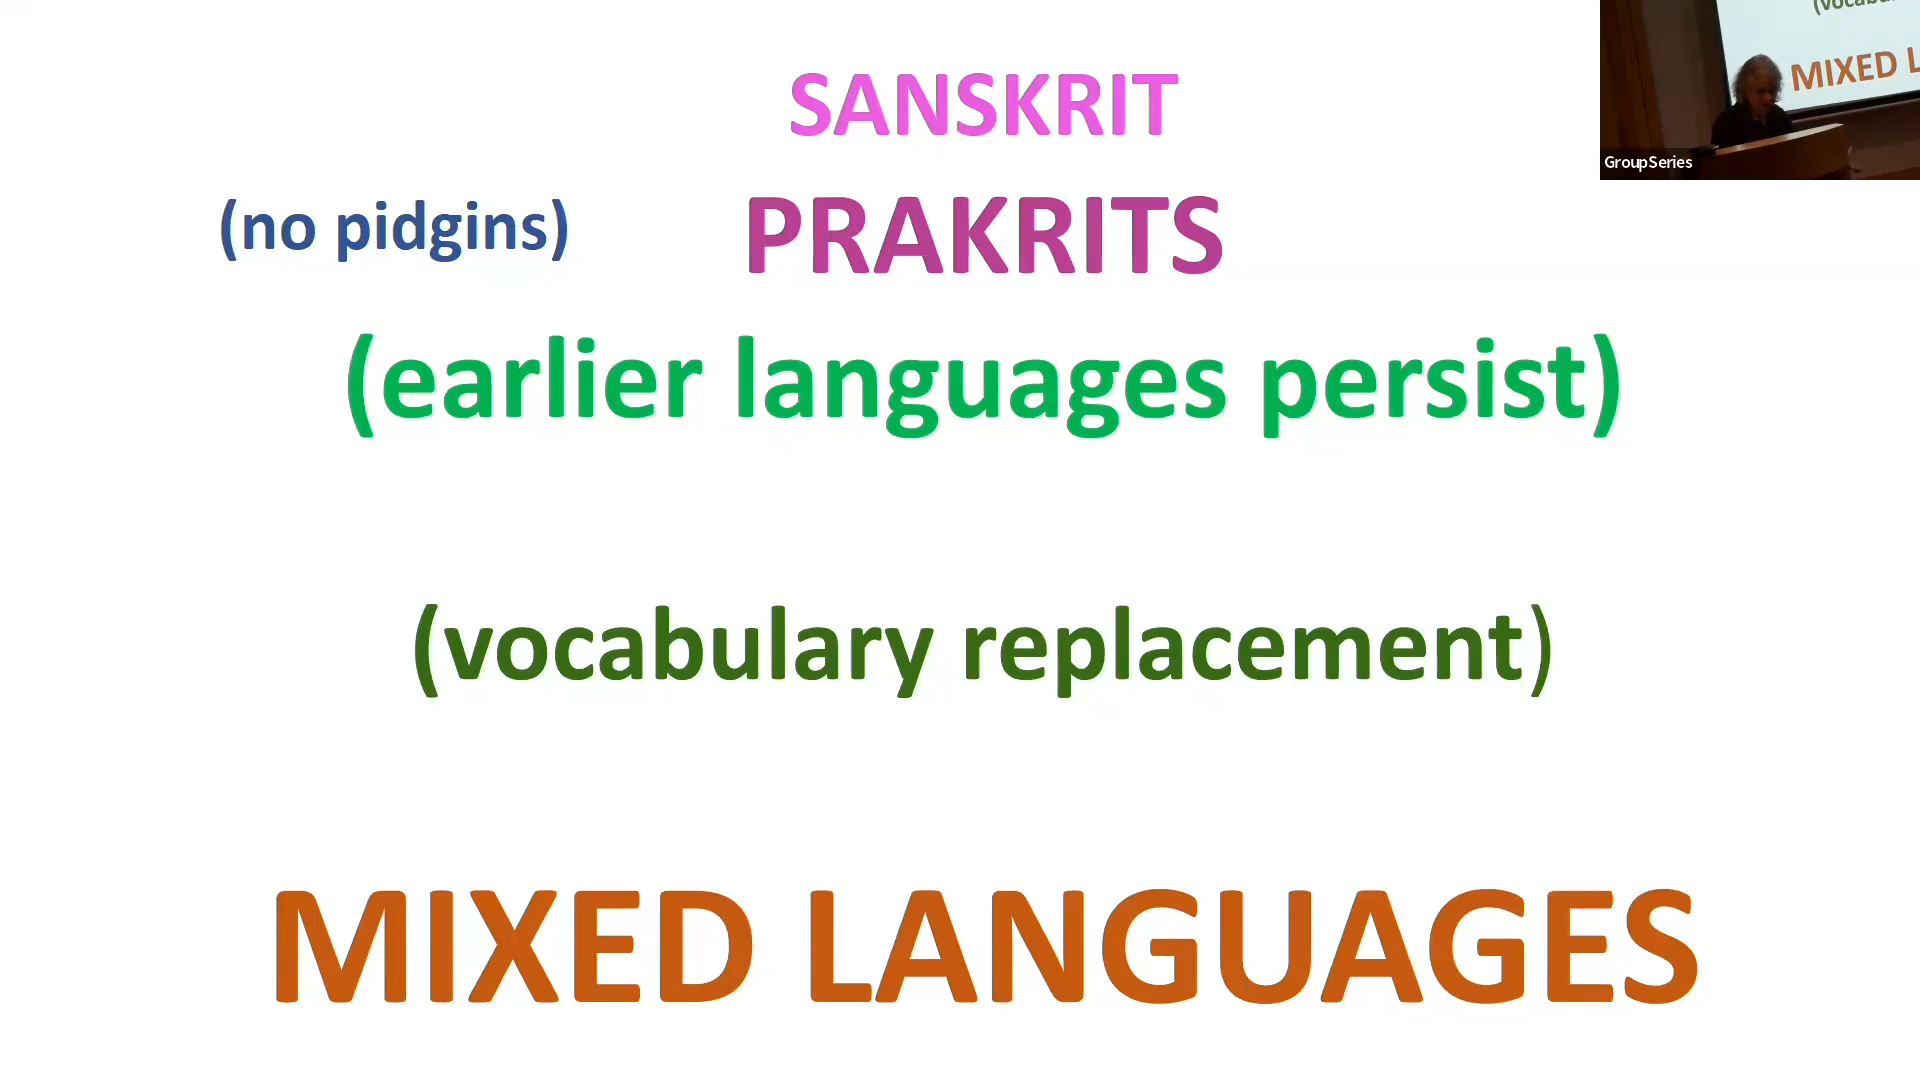 SANSKRIT
(no pidgins) PRAKRITS
(earlier languages persist)
(vocabulary replacement)
MIXED LANGUAGES
MIXED
GroupSeries